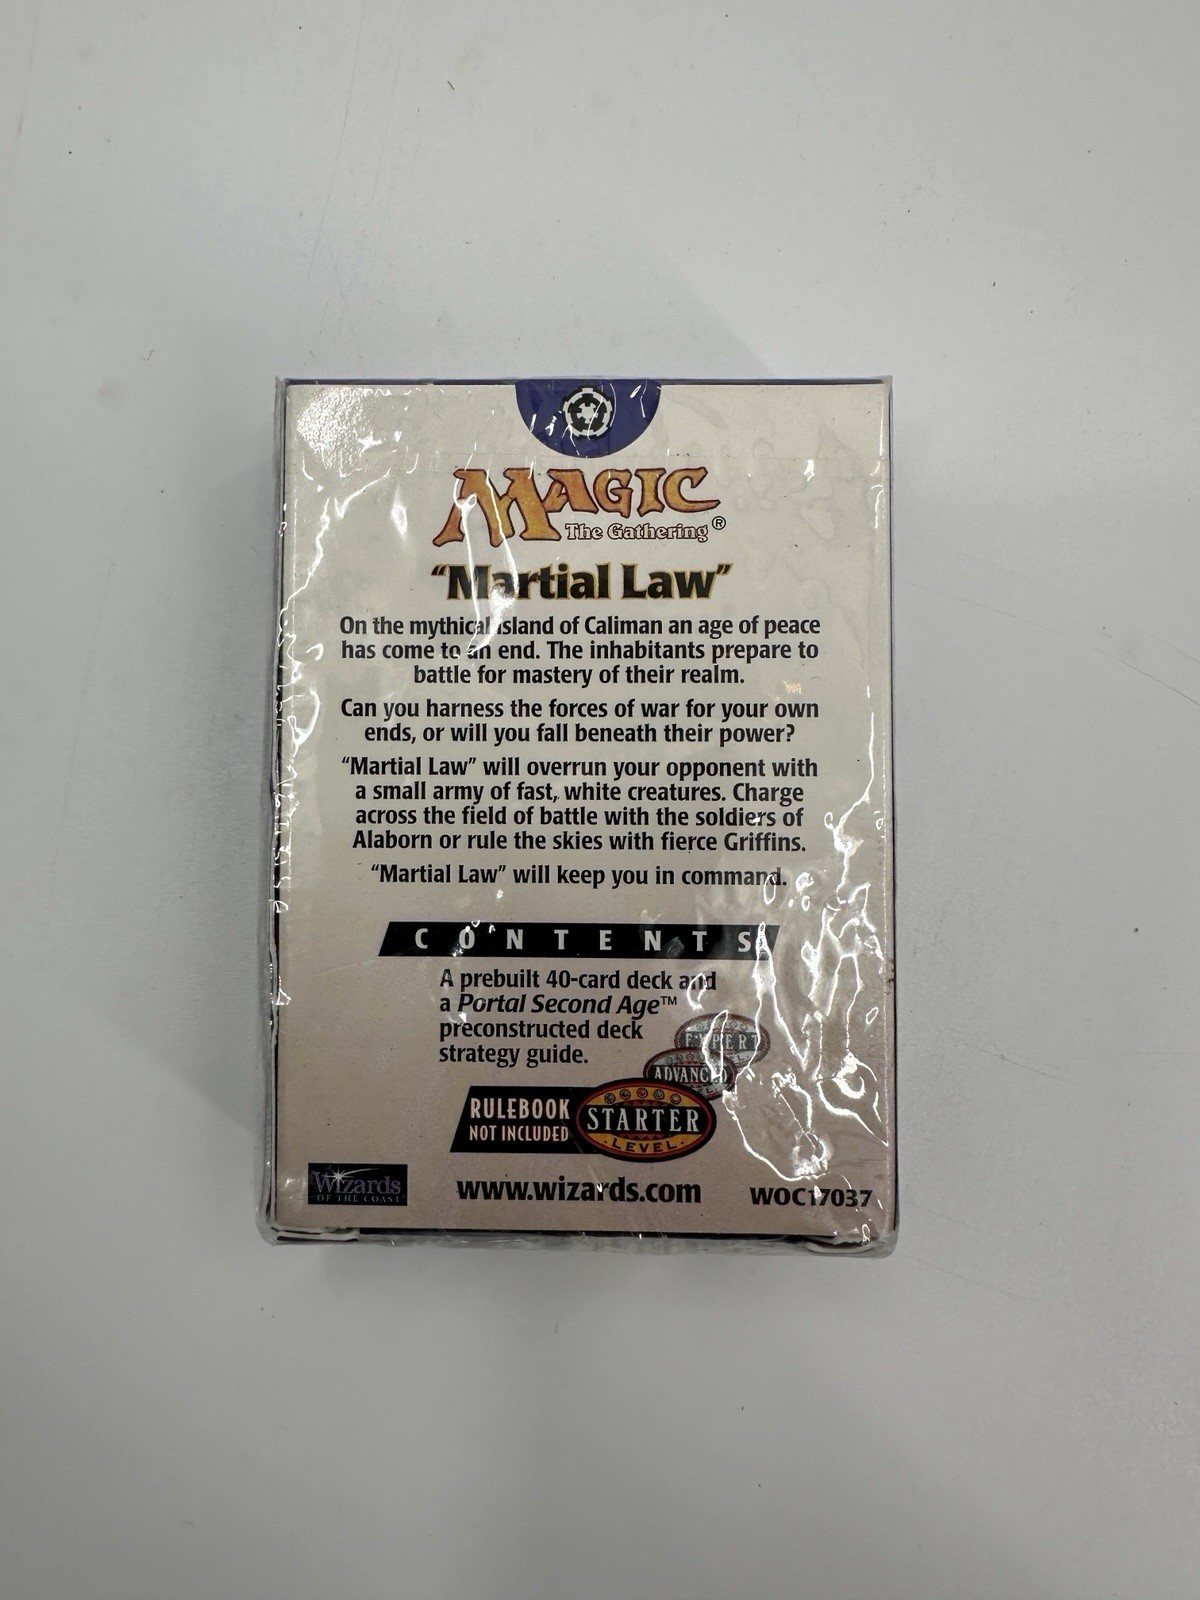 MAGIC
The Gathering®
"Martial Law"
On the mythical island of Caliman an age of peace
has come to an end. The inhabitants prepare to
battle for mastery of their realm.
Can you harness the forces of war for your own
ends, or will you fall beneath their power?
"Martial Law" will overrun your opponent with
a small army of fast, white creatures. Charge
across the field of battle with the soldiers of
Alaborn or rule the skies with fierce Griffins.
"Martial Law" will keep you in command.
CONTENTS
A prebuilt 40-card deck and
a Portal Second Age™
preconstructed deck
strategy guide.
EXPERT
ADVANCED
RULEBOOK
NOT INCLUDED
STARTER
LEVEL
Wizards
OF THE COAST
www.wizards.com
WOC17037